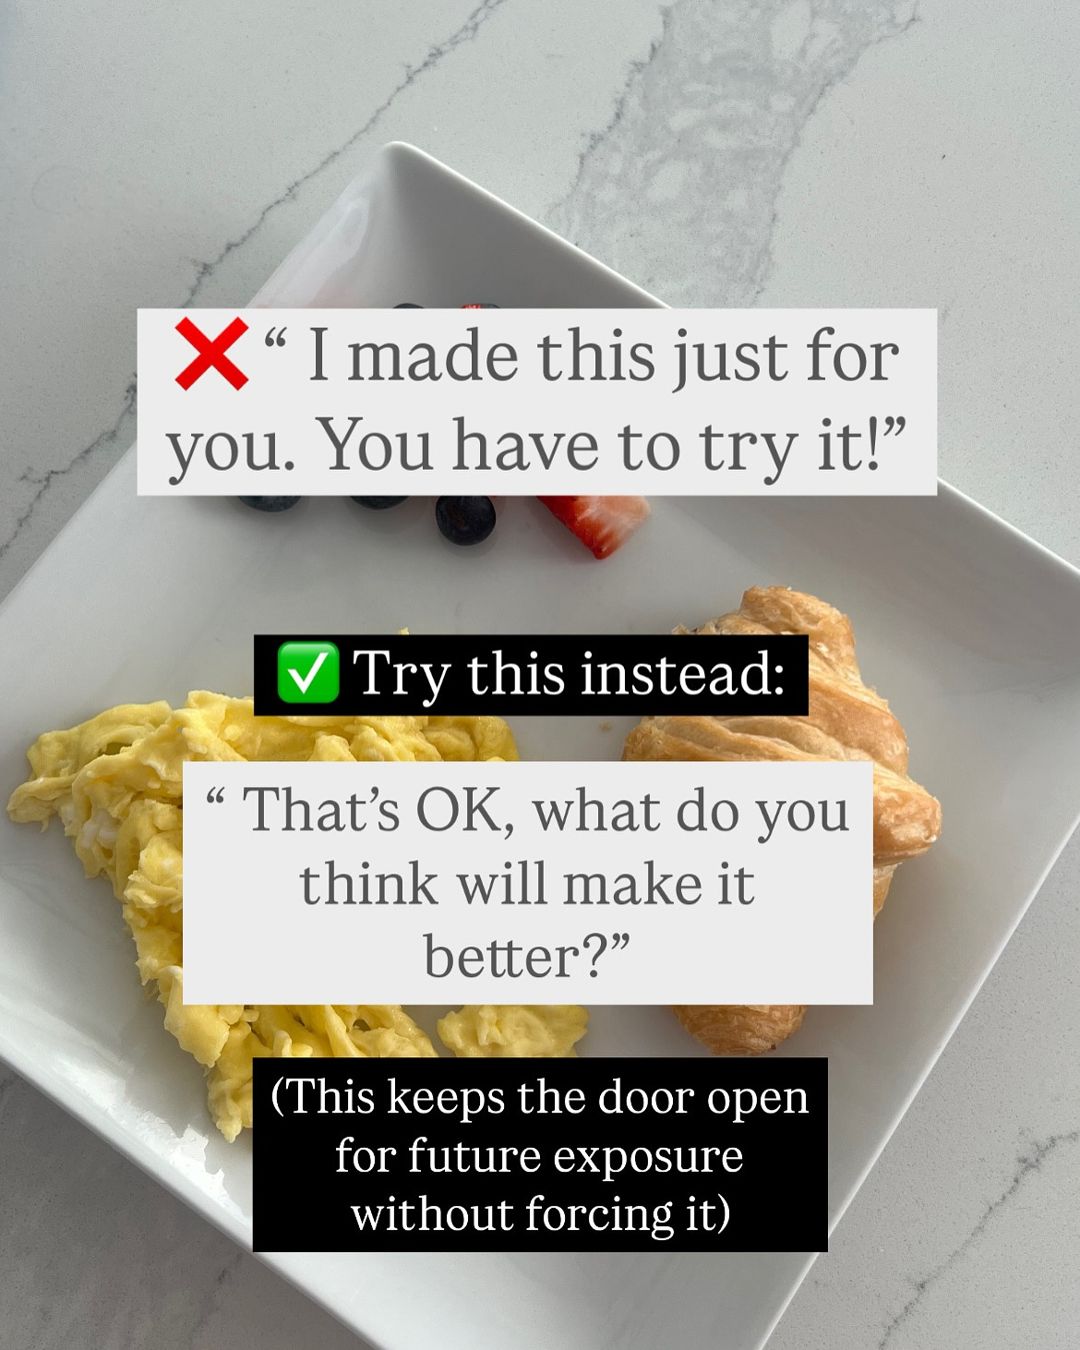 ❌ “ I made this just for
you. You have to try it!”
✅ Try this instead:
“ That’s OK, what do you
think will make it
better?”
(This keeps the door open
for future exposure
without forcing it)